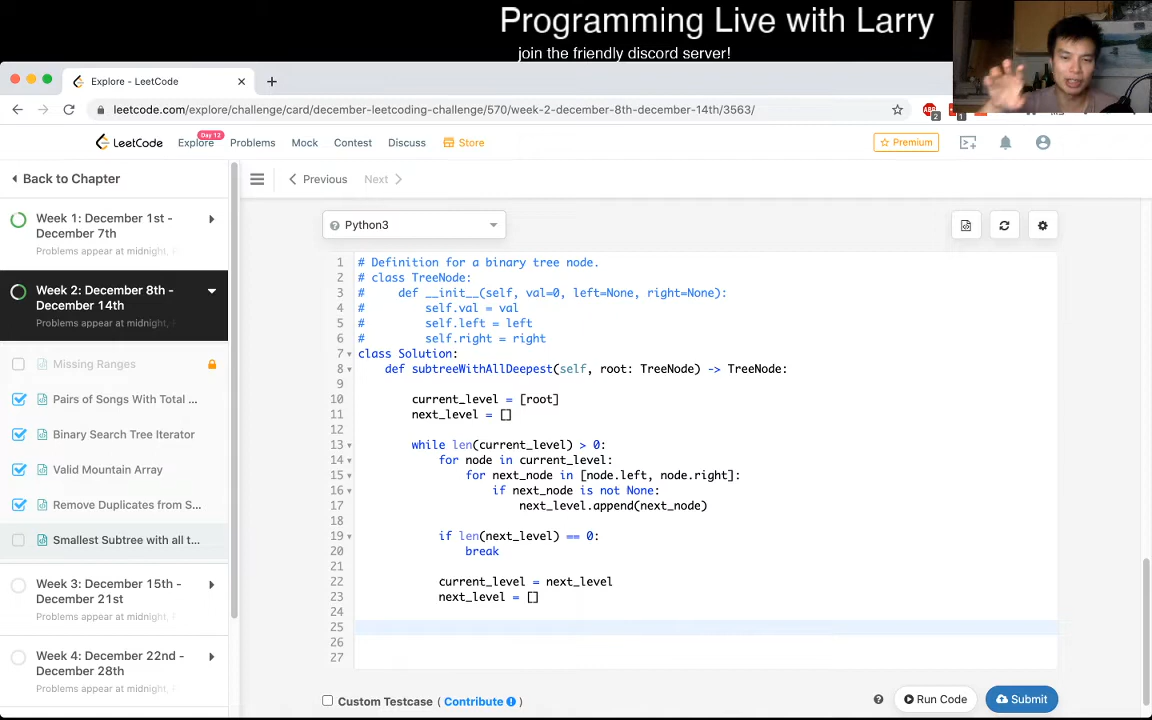 Programming Live with Larry
join the friendly discord server!
Explore - LeetCode
leetcode.com/explore/challenge/card/december-leetcoding-challenge/570/week-2-december-8th-december-14th/3563/
LeetCode
Explore
Day 12
Problems
Mock
Contest
Discuss
Store
Premium
Back to Chapter
Previous
Next
Week 1: December 1st -
December 7th
Problems appear at midnight,
Week 2: December 8th -
December 14th
Problems appear at midnight,
Missing Ranges
Pairs of Songs With Total ...
Binary Search Tree Iterator
Valid Mountain Array
Remove Duplicates from S...
Smallest Subtree with all t...
Week 3: December 15th -
December 21st
Problems appear at midnight,
Week 4: December 22nd -
December 28th
Problems appear at midnight,
Python3
1 # Definition for a binary tree node.
2 # class TreeNode:
3 #     def __init__(self, val=0, left=None, right=None):
4 #         self.val = val
5 #         self.left = left
6 #         self.right = right
7 class Solution:
8     def subtreeWithAllDeepest(self, root: TreeNode) -> TreeNode:
9
10         current_level = [root]
11         next_level = []
12
13         while len(current_level) > 0:
14             for node in current_level:
15                 for next_node in [node.left, node.right]:
16                     if next_node is not None:
17                         next_level.append(next_node)
18
19             if len(next_level) == 0:
20                 break
21
22             current_level = next_level
23             next_level = []
24
25
26
27
Custom Testcase ( Contribute )
Run Code
Submit